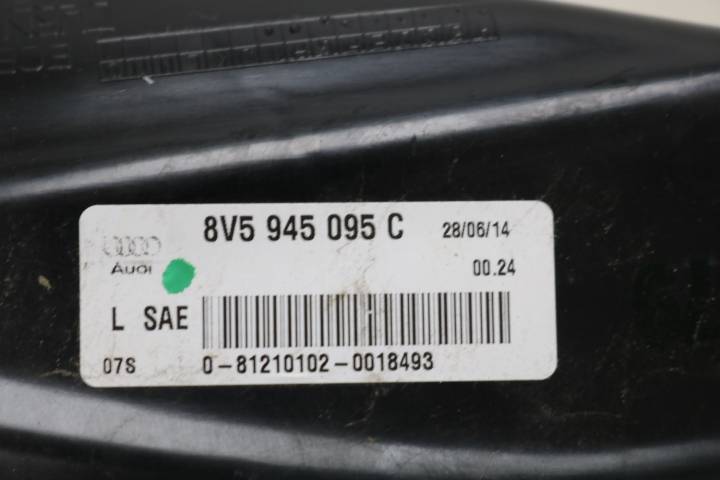 8V5 945 095 C 28/06/14
Audi 00.24
L SAE
07S 0-81210102-0018493